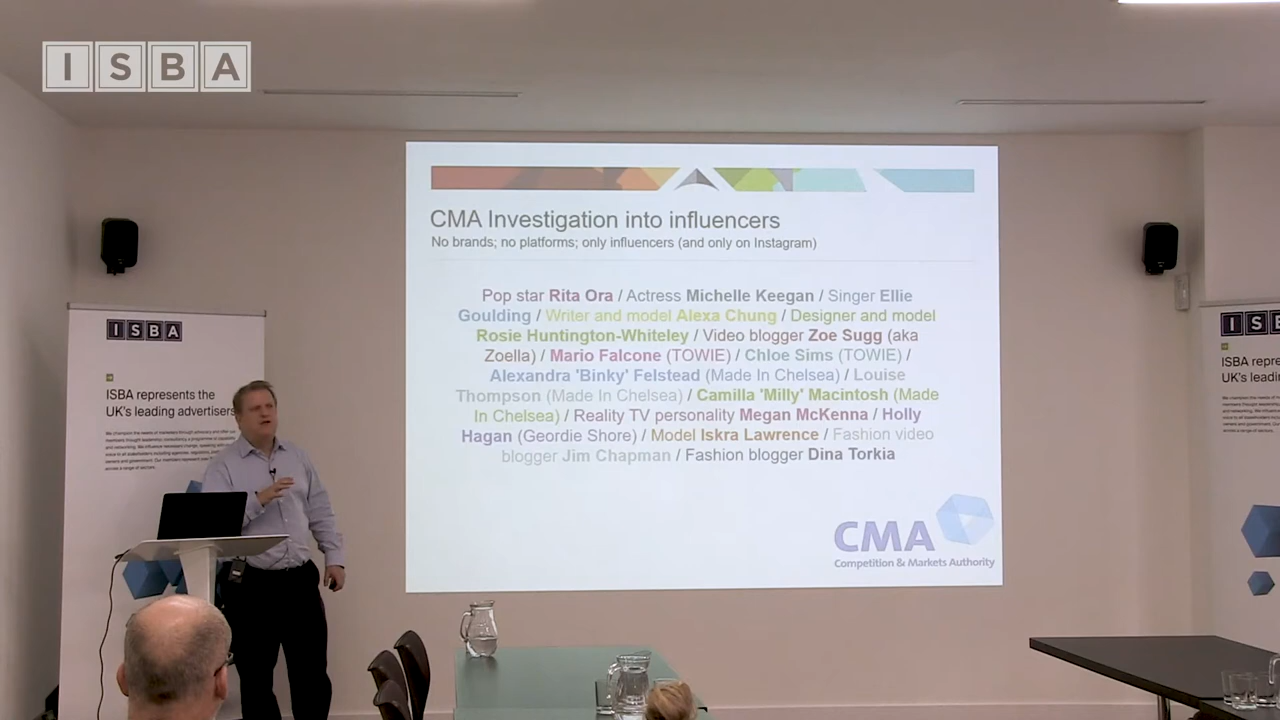 ISBA
CMA Investigation into influencers
No brands; no platforms; only influencers (and only on Instagram)
Pop star Rita Ora / Actress Michelle Keegan / Singer Ellie
Goulding / Writer and model Alexa Chung / Designer and model
Rosie Huntington-Whiteley / Video blogger Zoe Sugg (aka
Zoella) / Mario Falcone (TOWIE) / Chloe Sims (TOWIE) /
Alexandra 'Binky' Felstead (Made In Chelsea) / Louise
Thompson (Made In Chelsea) / Camilla 'Milly' Macintosh (Made
In Chelsea) / Reality TV personality Megan McKenna / Holly
Hagan (Geordie Shore) / Model Iskra Lawrence / Fashion video
blogger Jim Chapman / Fashion blogger Dina Torkia
CMA
Competition & Markets Authority
ISBA
ISBA represents the
UK's leading advertisers
ISB
ISBA repres
UK's leadin